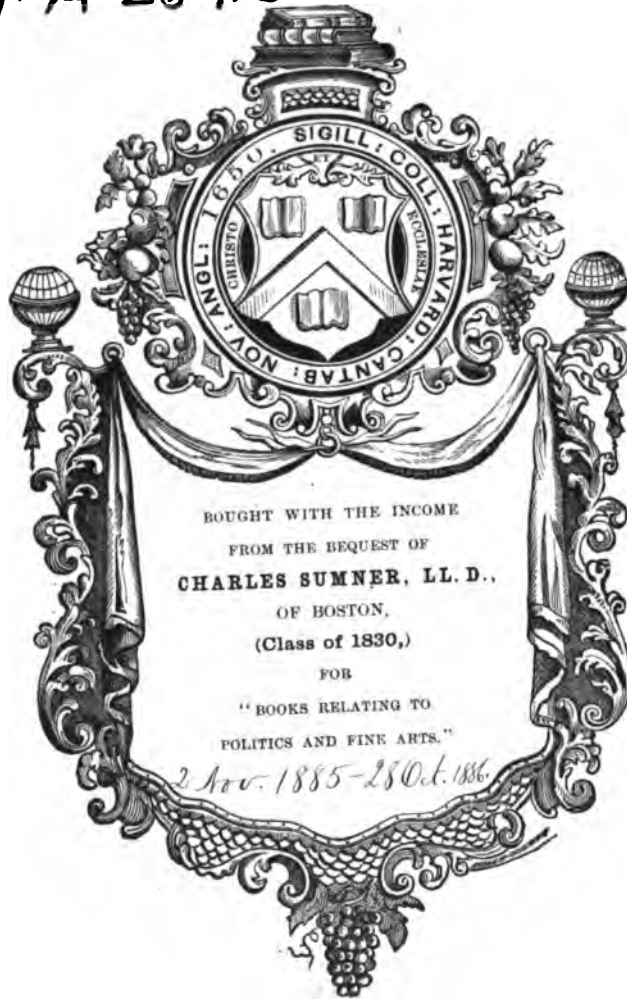 SIGILL: COLL: HARVARD: CANTAB: NOV: ANGL: 1650.
ET
CHRISTO
ECCLESIAE
BOUGHT WITH THE INCOME
FROM THE BEQUEST OF
CHARLES SUMNER, LL. D.,
OF BOSTON,
(Class of 1830,)
FOR
"BOOKS RELATING TO
POLITICS AND FINE ARTS."
2 Nov. 1885-28 Oct. 1886.